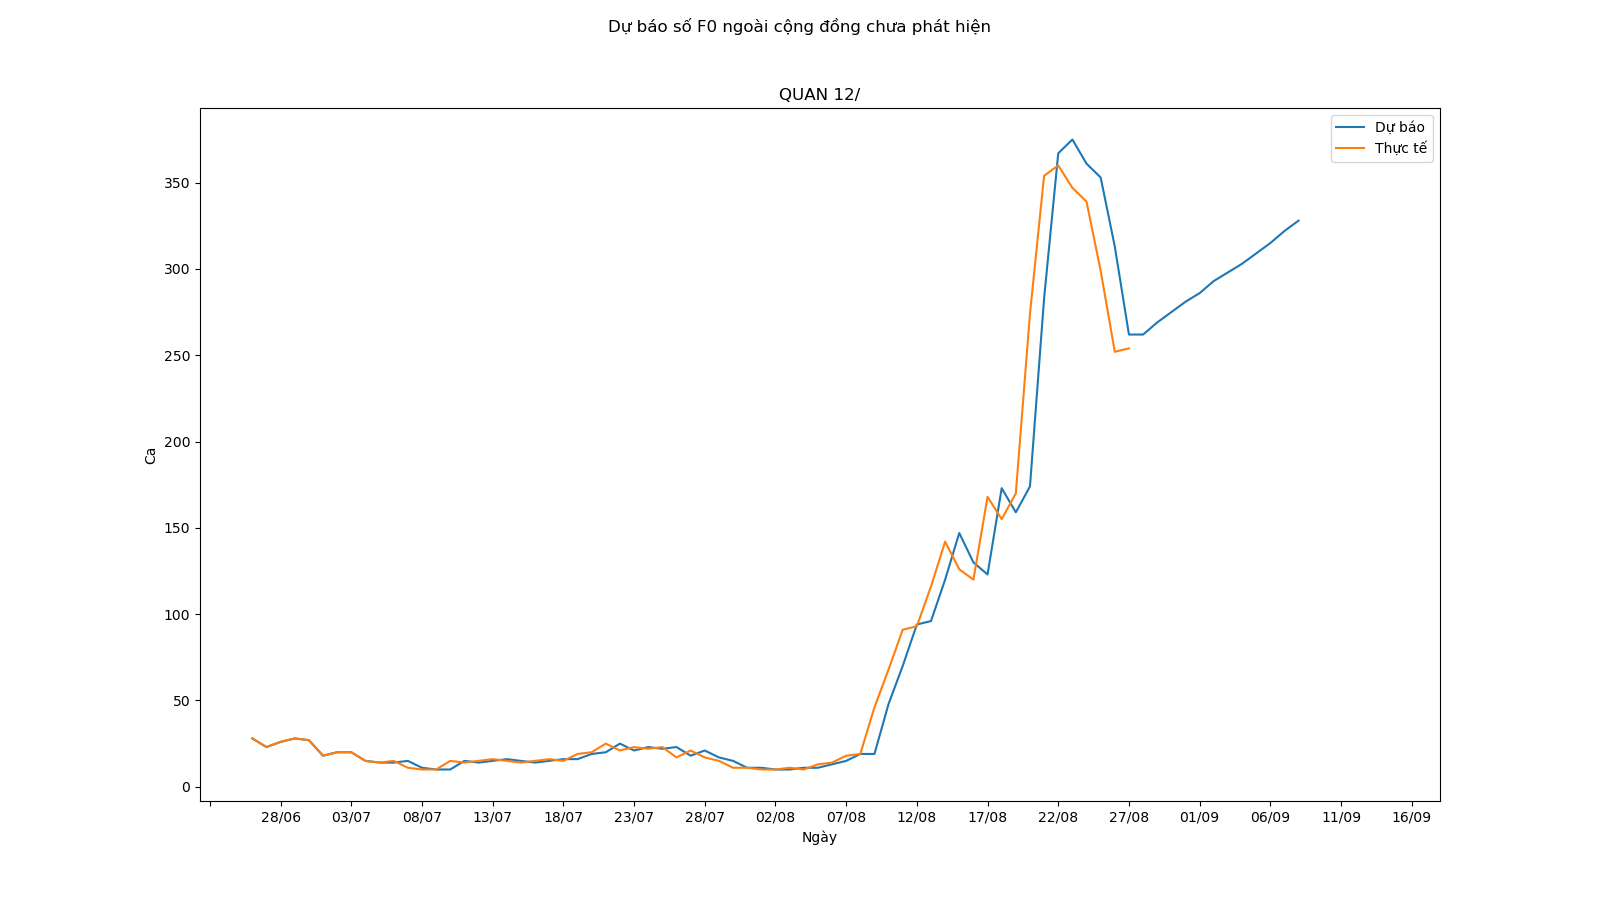 Dự báo số F0 ngoài cộng đồng chưa phát hiện
QUAN 12/
Dự báo
Thực tế
350
300
250
200
150
100
50
0
Ca
28/06 03/07 08/07 13/07 18/07 23/07 28/07 02/08 07/08 12/08 17/08 22/08 27/08 01/09 06/09 11/09 16/09
Ngày